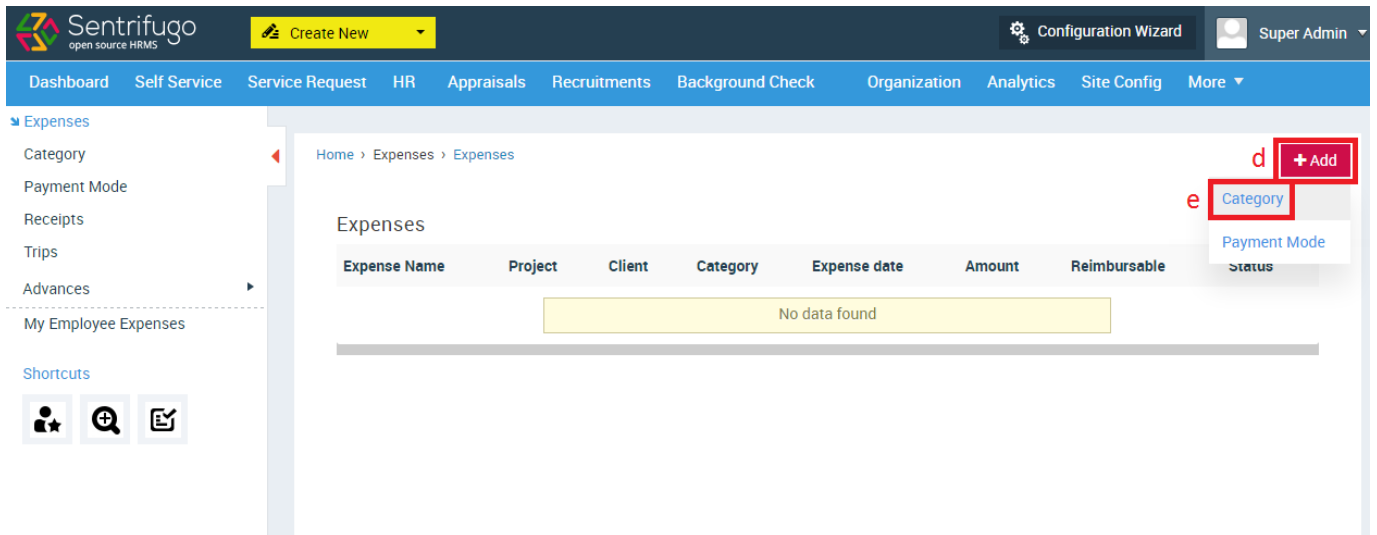 Sentrifugo
open source HRMS
Create New
Configuration Wizard
Super Admin
Dashboard Self Service Service Request HR Appraisals Recruitments Background Check Organization Analytics Site Config More
Expenses
Category
Payment Mode
Receipts
Trips
Advances
My Employee Expenses
Shortcuts
Home › Expenses › Expenses
d +Add
e Category
Payment Mode
Expenses
Expense Name Project Client Category Expense date Amount Reimbursable Status
No data found